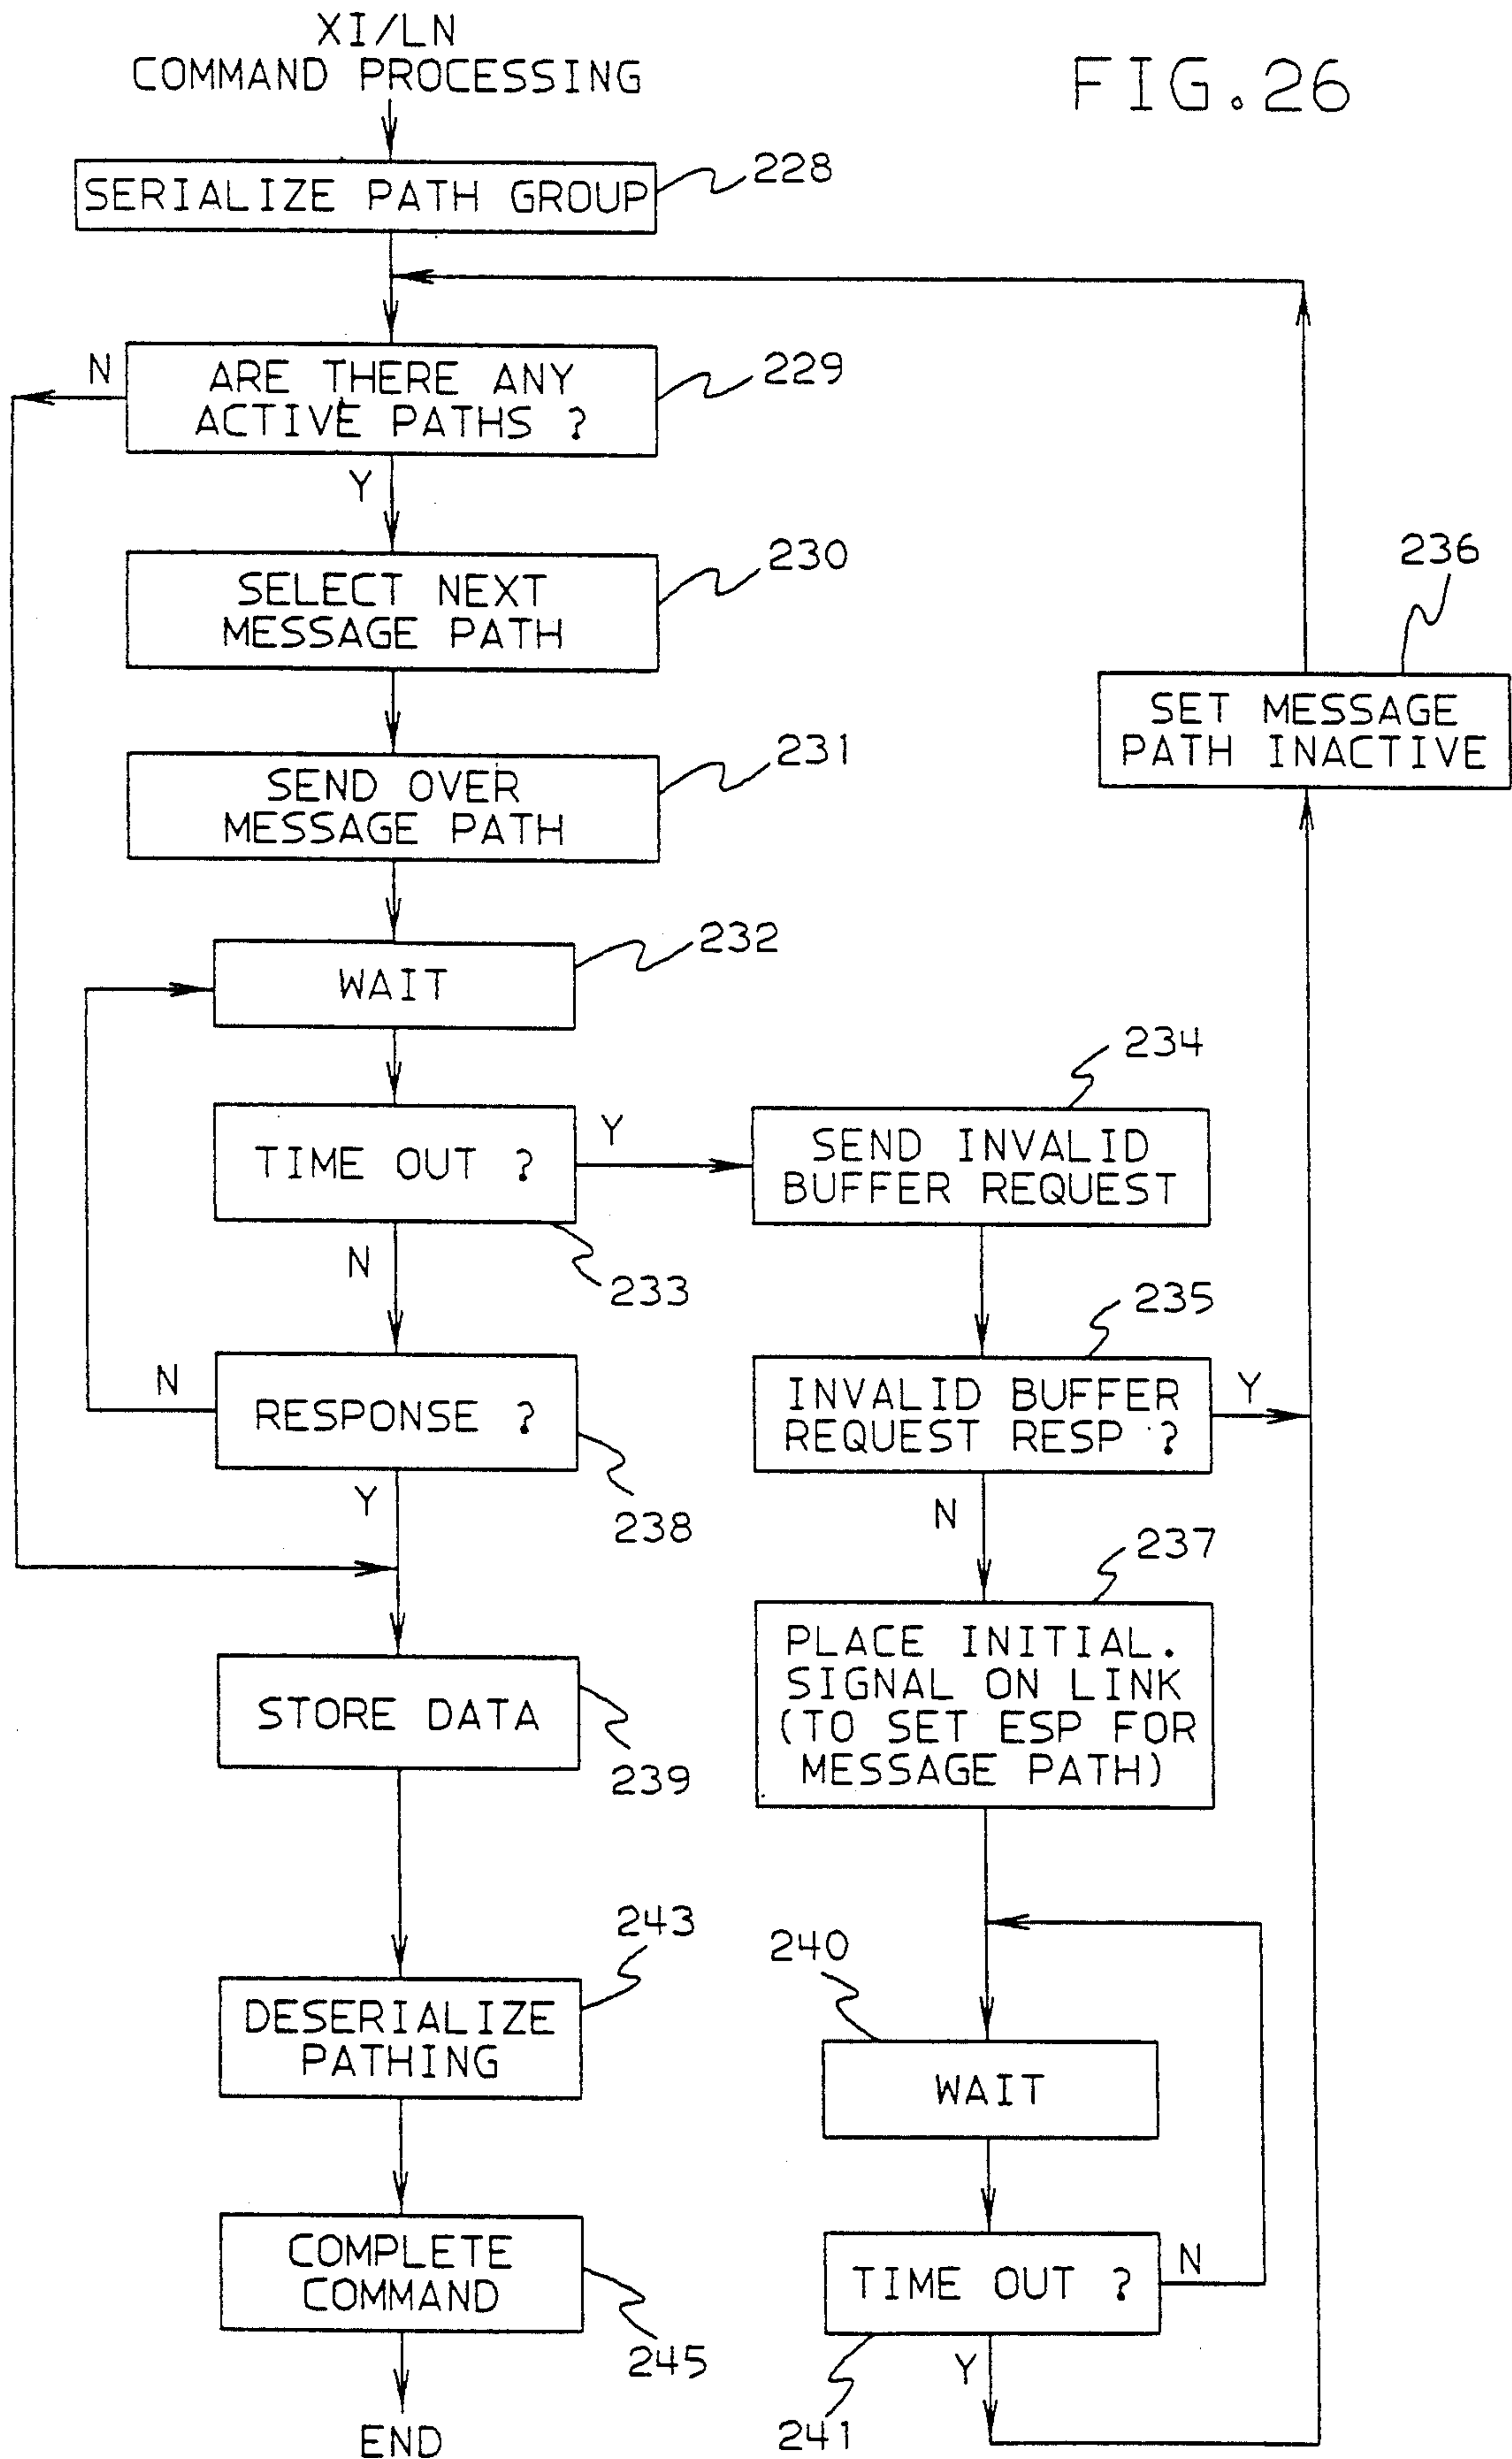 XI/LN
COMMAND PROCESSING
FIG.26
SERIALIZE PATH GROUP
228
N
ARE THERE ANY
ACTIVE PATHS ?
229
Y
SELECT NEXT
MESSAGE PATH
230
236
SET MESSAGE
PATH INACTIVE
SEND OVER
MESSAGE PATH
231
WAIT
232
TIME OUT ?
Y
233
N
234
SEND INVALID
BUFFER REQUEST
235
INVALID BUFFER
REQUEST RESP ?
Y
N
N
RESPONSE ?
238
Y
237
PLACE INITIAL.
SIGNAL ON LINK
(TO SET ESP FOR
MESSAGE PATH)
STORE DATA
239
243
DESERIALIZE
PATHING
240
WAIT
COMPLETE
COMMAND
245
TIME OUT ?
N
241
Y
END